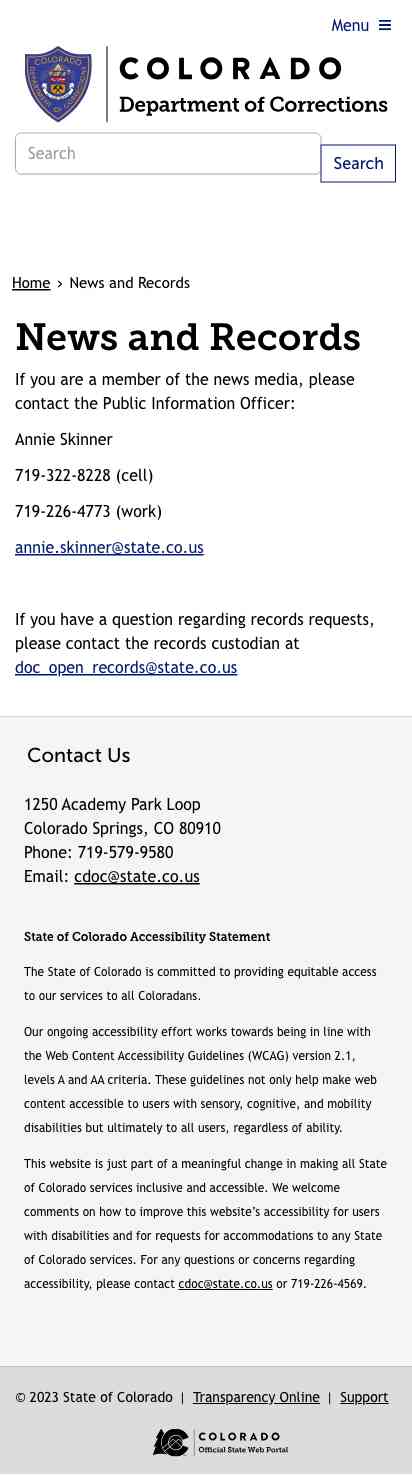 Menu
COLORADO
COLORADO
Department of Corrections
Search
Search
Home › News and Records
News and Records
If you are a member of the news media, please
contact the Public Information Officer:
Annie Skinner
719-322-8228 (cell)
719-226-4773 (work)
annie.skinner@state.co.us
If you have a question regarding records requests,
please contact the records custodian at
doc_open_records@state.co.us
Contact Us
1250 Academy Park Loop
Colorado Springs, CO 80910
Phone: 719-579-9580
Email: cdoc@state.co.us
State of Colorado Accessibility Statement
The State of Colorado is committed to providing equitable access
to our services to all Coloradans.
Our ongoing accessibility effort works towards being in line with
the Web Content Accessibility Guidelines (WCAG) version 2.1,
levels A and AA criteria. These guidelines not only help make web
content accessible to users with sensory, cognitive, and mobility
disabilities but ultimately to all users, regardless of ability.
This website is just part of a meaningful change in making all State
of Colorado services inclusive and accessible. We welcome
comments on how to improve this website's accessibility for users
with disabilities and for requests for accommodations to any State
of Colorado services. For any questions or concerns regarding
accessibility, please contact cdoc@state.co.us or 719-226-4569.
© 2023 State of Colorado | Transparency Online | Support
COLORADO
Official State Web Portal